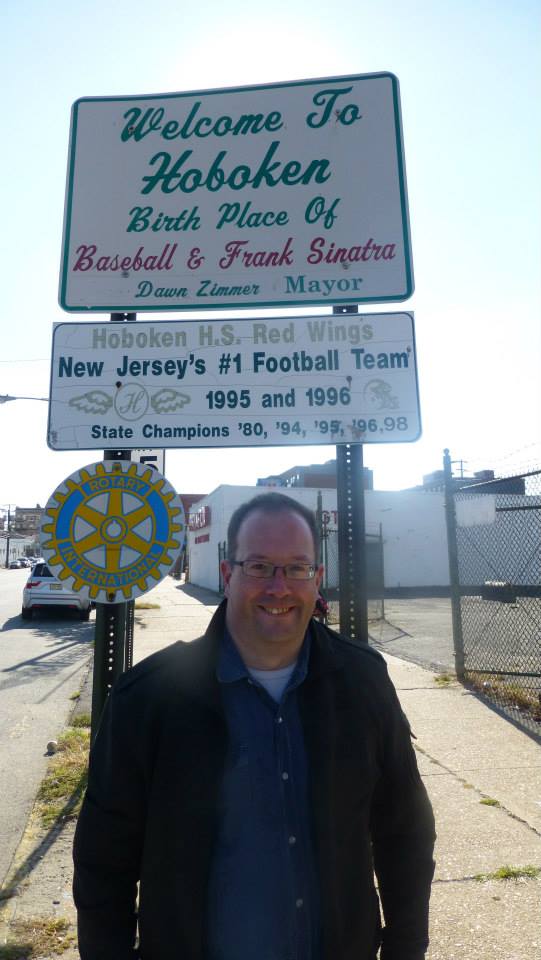 Welcome To
Hoboken
Birth Place Of
Baseball & Frank Sinatra
Dawn Zimmer Mayor
Hoboken H.S. Red Wings
New Jersey's #1 Football Team
H 1995 and 1996
State Champions '80, '94, '95, '96,98
ROTARY
INTERNATIONAL